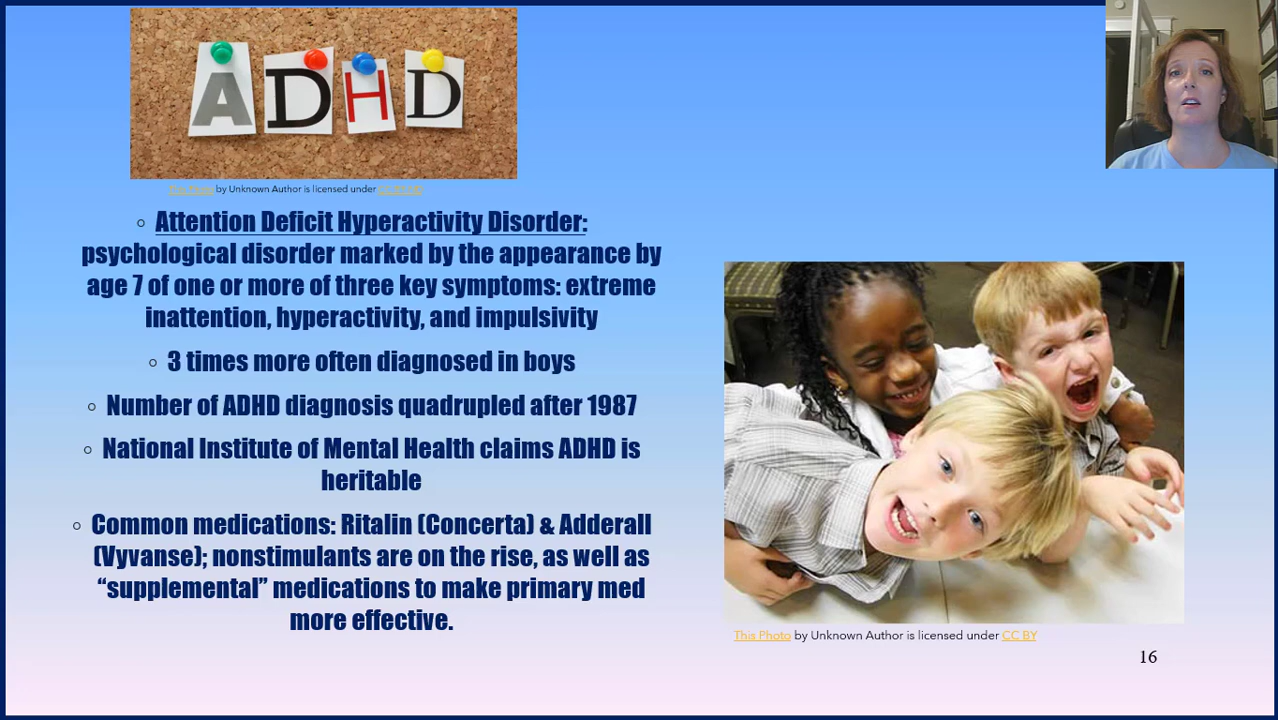 ADHD
This Photo by Unknown Author is licensed under
◦ Attention Deficit Hyperactivity Disorder:
psychological disorder marked by the appearance by
age 7 of one or more of three key symptoms: extreme
inattention, hyperactivity, and impulsivity
◦ 3 times more often diagnosed in boys
◦ Number of ADHD diagnosis quadrupled after 1987
◦ National Institute of Mental Health claims ADHD is
heritable
◦ Common medications: Ritalin (Concerta) & Adderall
(Vyvanse); nonstimulants are on the rise, as well as
“supplemental” medications to make primary med
more effective.
This Photo by Unknown Author is licensed under CC BY
16